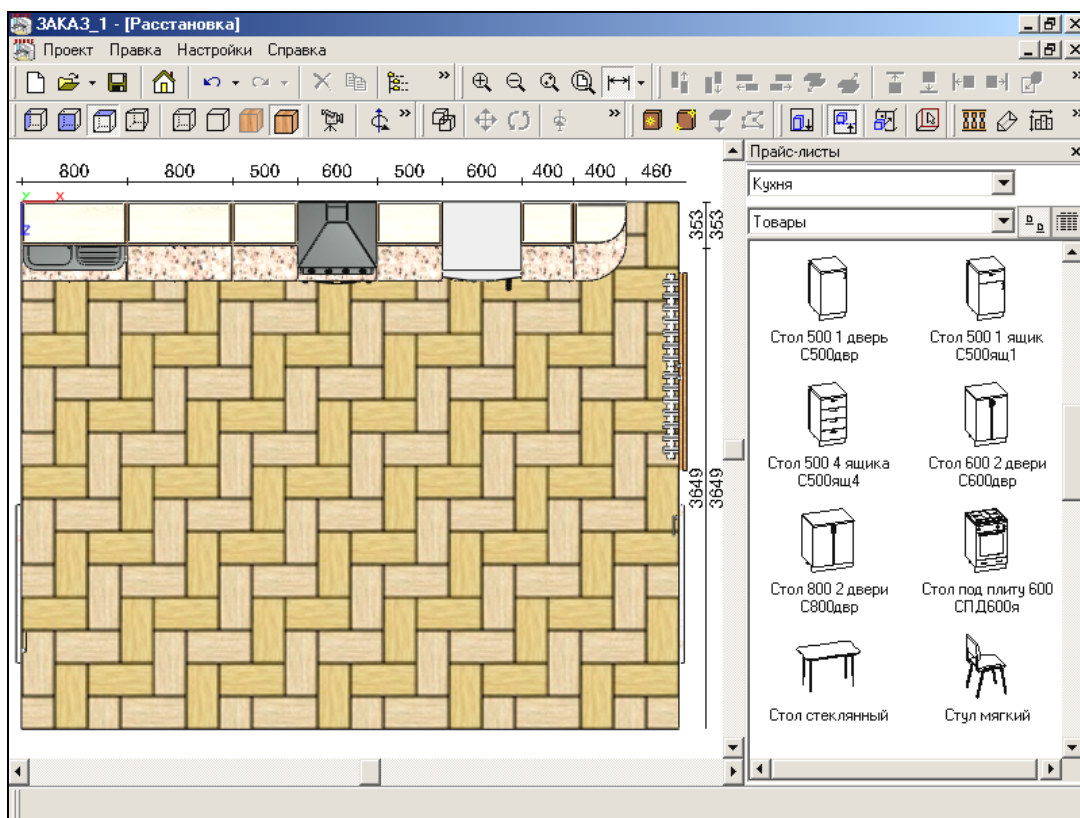 ЗАКАЗ_1 - [Расстановка]
Проект Правка Настройки Справка
Прайс-листы
Кухня
Товары
800 800 500 600 500 600 400 400 460
X X
Z
353 353
3649 3649
Стол 500 1 дверь
С500двр
Стол 500 1 ящик
С500ящ1
Стол 500 4 ящика
С500ящ4
Стол 600 2 двери
С600двр
Стол 800 2 двери
С800двр
Стол под плиту 600
СПД600я
Стол стеклянный
Стул мягкий